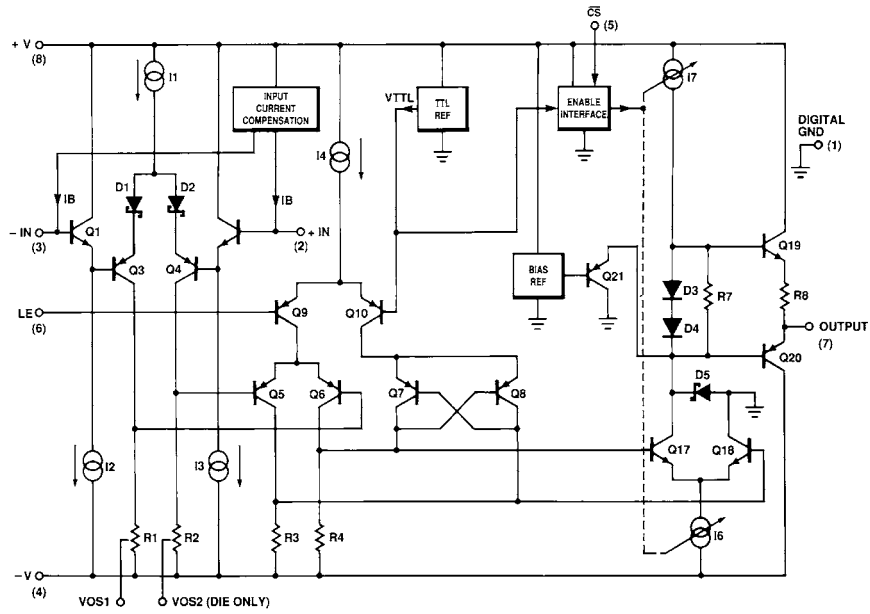 CS
(5)
+ V
(8)
I1
INPUT
CURRENT
COMPENSATION
VTTL
TTL
REF
ENABLE
INTERFACE
I7
DIGITAL
GND
(1)
I4
IB
D1
D2
IB
− IN
(3)
Q1
+ IN
(2)
Q19
Q3
Q4
BIAS
REF
Q21
D3
R7
R8
D4
OUTPUT
(7)
LE
(6)
Q9
Q10
Q20
Q5
Q6
Q7
Q8
D5
Q17
Q18
I2
I3
I6
R1
R2
R3
R4
−V
(4)
VOS1
VOS2 (DIE ONLY)